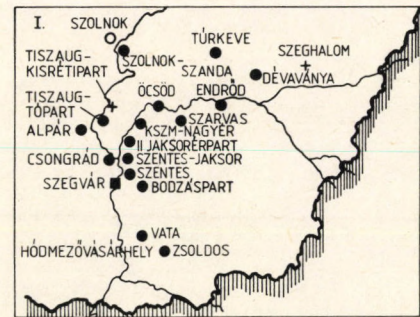 I.
SZOLNOK
TÚRKEVE
SZOLNOK-
SZANDA
SZEGHALOM
TISZAUG-
KISRÉTIPART
DÉVAVÁNYA
ÖCSÖD
ENDRŐD
TISZAUG-
TÓPART
SZARVAS
ALPÁR
KSZM-NAGYÉR
II JAKSORÉRPART
CSONGRÁD
SZENTES-JAKSOR
SZENTES
SZEGVÁR
BODZÁSPART
VATA
HÓDMEZŐVÁSÁRHELY
ZSOLDOS